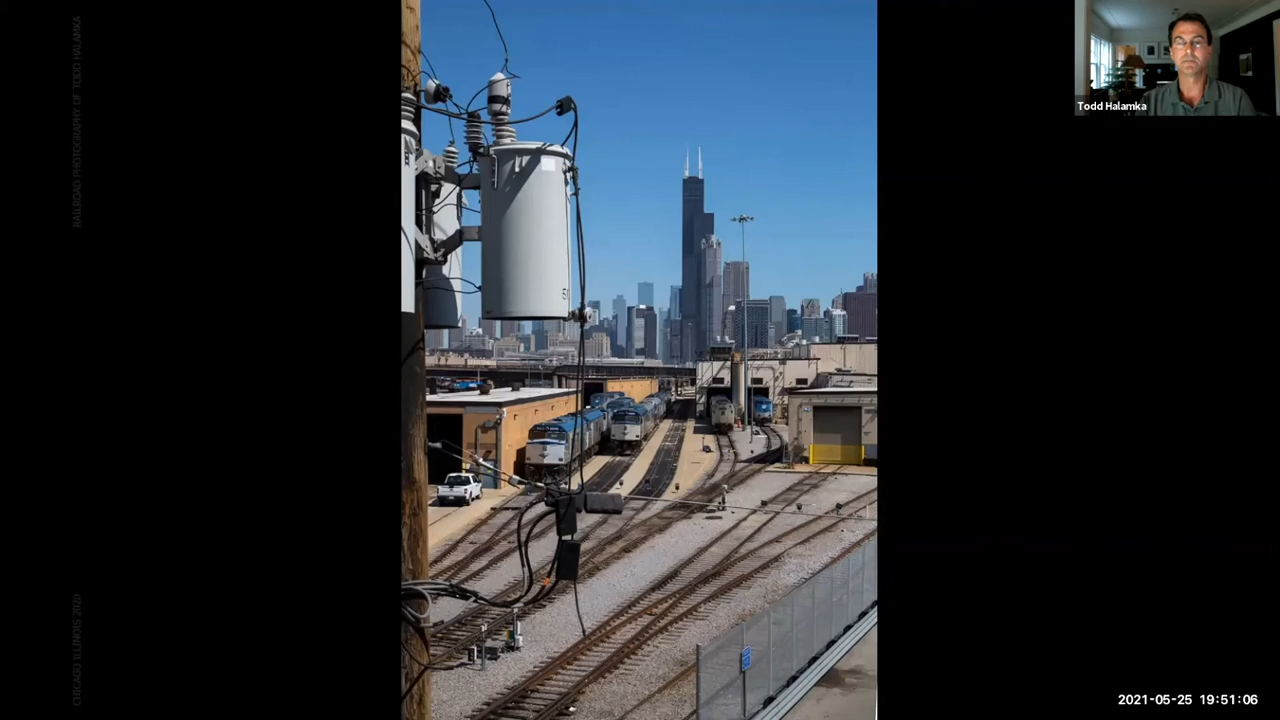 RAILROAD PHOTOGRAPHY OF TODD HALAMKA
CHICAGO ILLINOIS 2020
Todd Halamka
2021-05-25 19:51:06